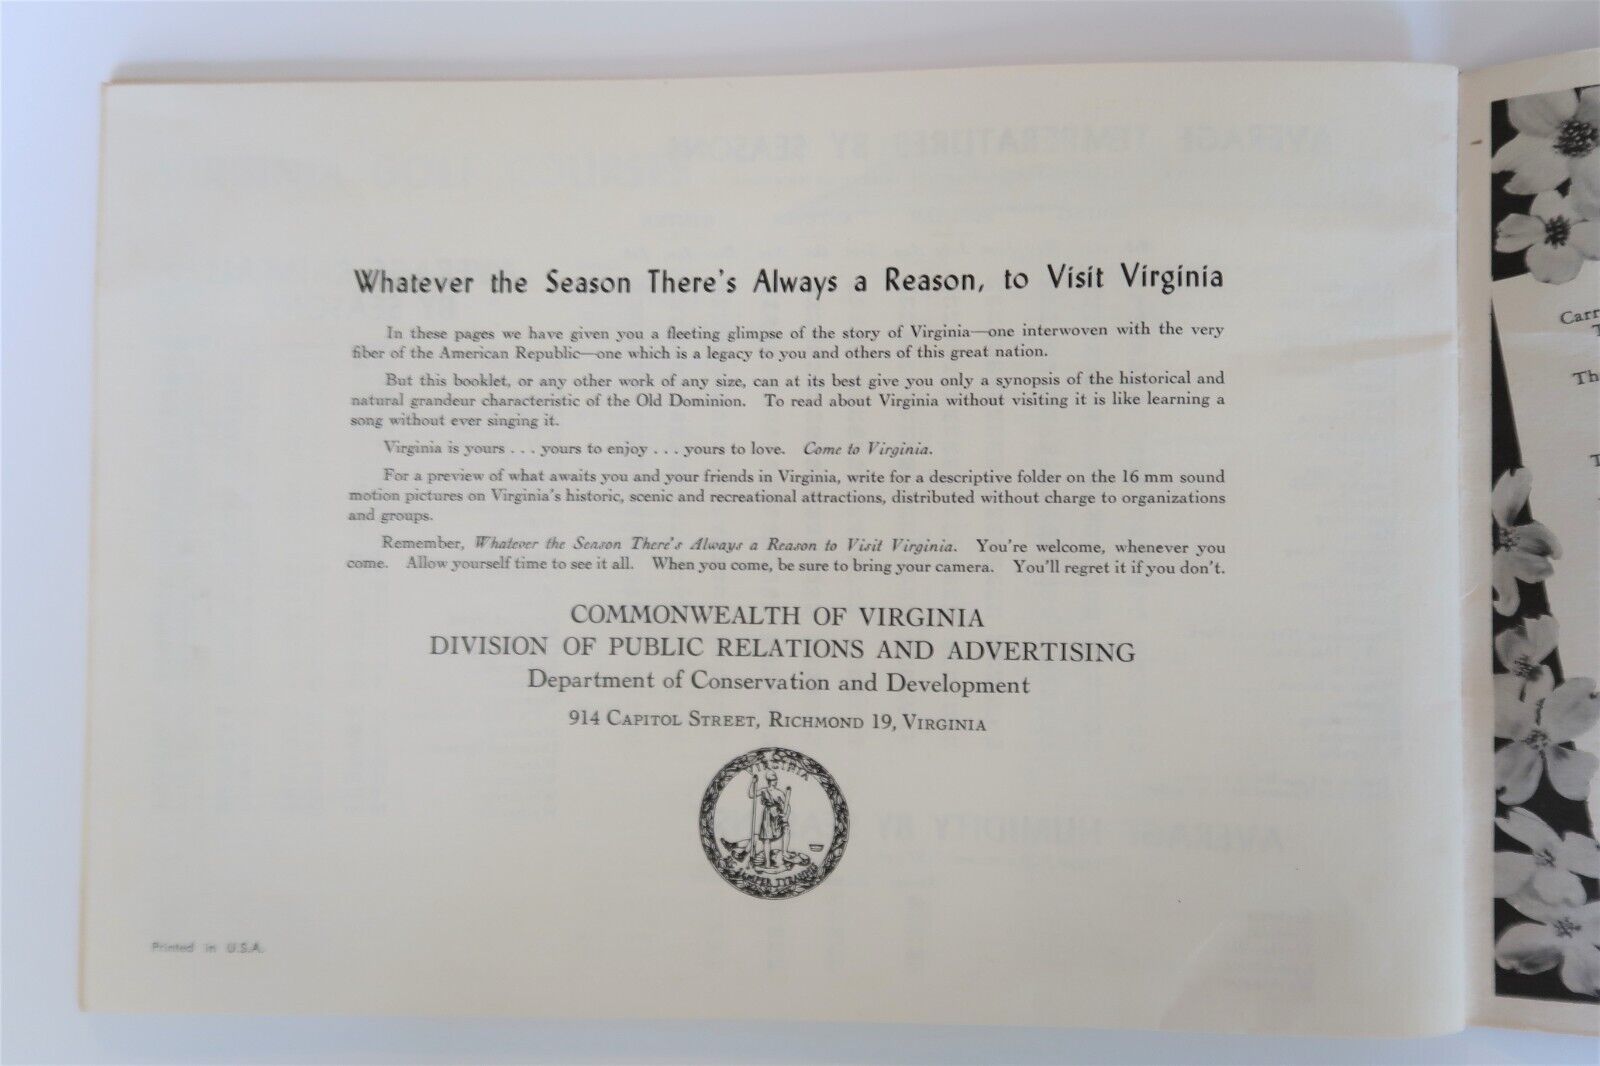 Whatever the Season There's Always a Reason, to Visit Virginia
In these pages we have given you a fleeting glimpse of the story of Virginia—one interwoven with the very
fiber of the American Republic—one which is a legacy to you and others of this great nation.
But this booklet, or any other work of any size, can at its best give you only a synopsis of the historical and
natural grandeur characteristic of the Old Dominion. To read about Virginia without visiting it is like learning a
song without ever singing it.
Virginia is yours . . . yours to enjoy . . . yours to love. Come to Virginia.
For a preview of what awaits you and your friends in Virginia, write for a descriptive folder on the 16 mm sound
motion pictures on Virginia's historic, scenic and recreational attractions, distributed without charge to organizations
and groups.
Remember, Whatever the Season There's Always a Reason to Visit Virginia. You're welcome, whenever you
come. Allow yourself time to see it all. When you come, be sure to bring your camera. You'll regret it if you don't.
COMMONWEALTH OF VIRGINIA
DIVISION OF PUBLIC RELATIONS AND ADVERTISING
Department of Conservation and Development
914 CAPITOL STREET, RICHMOND 19, VIRGINIA
VIRGINIA
SIC SEMPER TYRANNIS
Printed in U.S.A.
Carr
T
Th
T